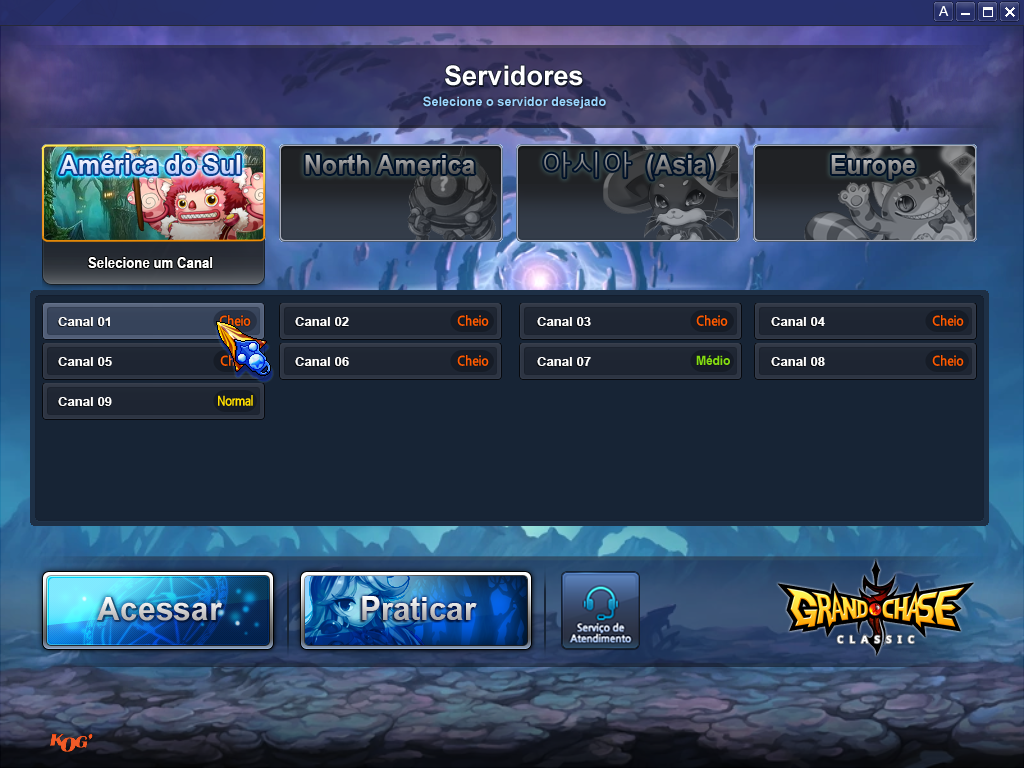 A
Servidores
Selecione o servidor desejado
América do Sul
North America
아시아 (Asia)
Europe
Selecione um Canal
Canal 01 Cheio
Canal 02 Cheio
Canal 03 Cheio
Canal 04 Cheio
Canal 05
Canal 06 Cheio
Canal 07 Médio
Canal 08 Cheio
Canal 09 Normal
Acessar
Praticar
Serviço de
Atendimento
GRAND CHASE
CLASSIC
KOG